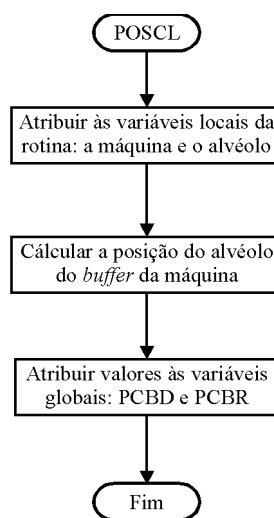 POSCL
Atribuir às variáveis locais da
rotina: a máquina e o alvéolo
Cálcular a posição do alvéolo
do buffer da máquina
Atribuir valores às variáveis
globais: PCBD e PCBR
Fim